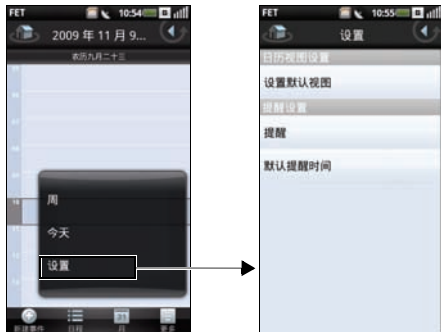 FET 10:54
2009 年 11 月 9...
农历九月二十三
周
今天
设置
新建事件 日程 月 更多
FET 10:55
设置
日历视图设置
设置默认视图
提醒设置
提醒
默认提醒时间